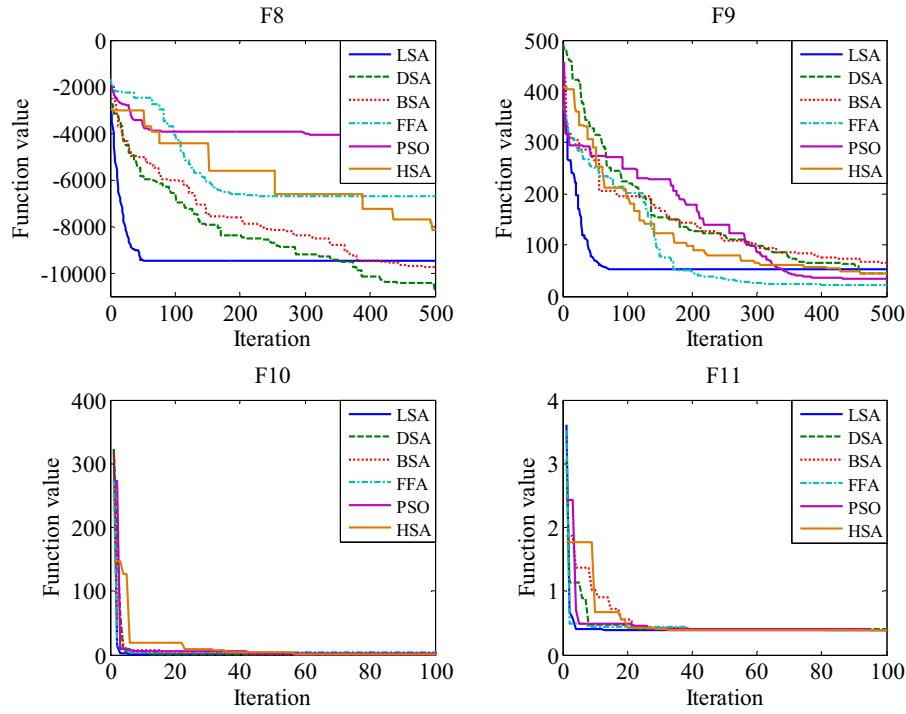 F8
Function value
0
-2000
-4000
-6000
-8000
-10000
0 100 200 300 400 500
Iteration
LSA
DSA
BSA
FFA
PSO
HSA
F9
Function value
500
400
300
200
100
0
0 100 200 300 400 500
Iteration
LSA
DSA
BSA
FFA
PSO
HSA
F10
Function value
400
300
200
100
0
0 20 40 60 80 100
Iteration
LSA
DSA
BSA
FFA
PSO
HSA
F11
Function value
4
3
2
1
0
0 20 40 60 80 100
Iteration
LSA
DSA
BSA
FFA
PSO
HSA